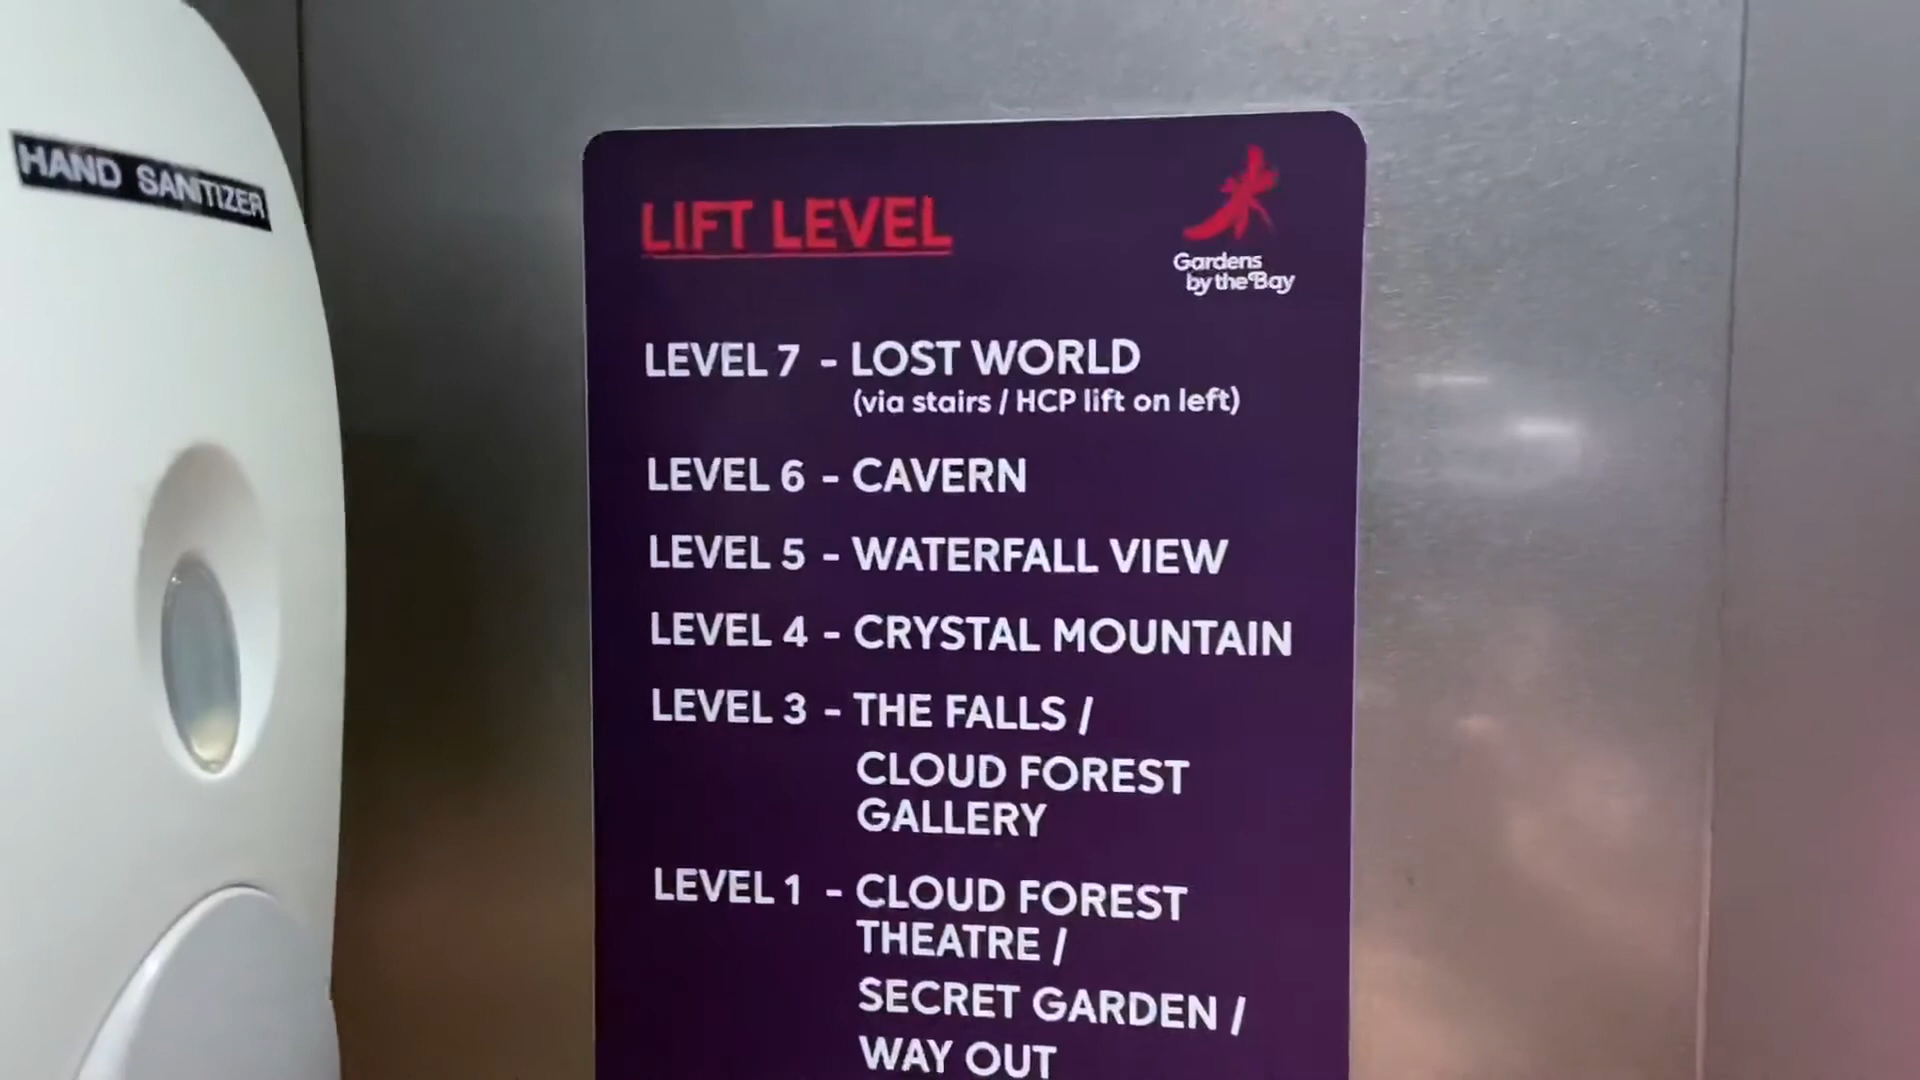 HAND SANITIZER
LIFT LEVEL
Gardens
by the Bay
LEVEL 7 - LOST WORLD
(via stairs / HCP lift on left)
LEVEL 6 - CAVERN
LEVEL 5 - WATERFALL VIEW
LEVEL 4 - CRYSTAL MOUNTAIN
LEVEL 3 - THE FALLS /
CLOUD FOREST
GALLERY
LEVEL 1 - CLOUD FOREST
THEATRE /
SECRET GARDEN /
WAY OUT